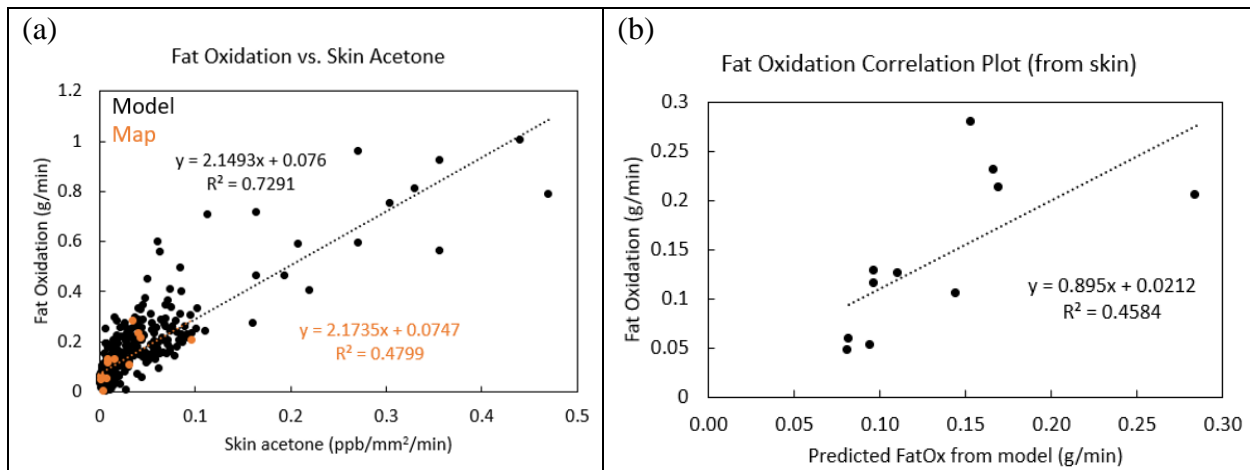 (a)
Fat Oxidation vs. Skin Acetone
1.2
1
0.8
0.6
0.4
0.2
0
Fat Oxidation (g/min)
Model
Map
y = 2.1493x + 0.076
R² = 0.7291
y = 2.1735x + 0.0747
R² = 0.4799
0 0.1 0.2 0.3 0.4 0.5
Skin acetone (ppb/mm²/min)
(b)
Fat Oxidation Correlation Plot (from skin)
0.3
0.25
0.2
0.15
0.1
0.05
0
Fat Oxidation (g/min)
y = 0.895x + 0.0212
R² = 0.4584
0.00 0.05 0.10 0.15 0.20 0.25 0.30
Predicted FatOx from model (g/min)